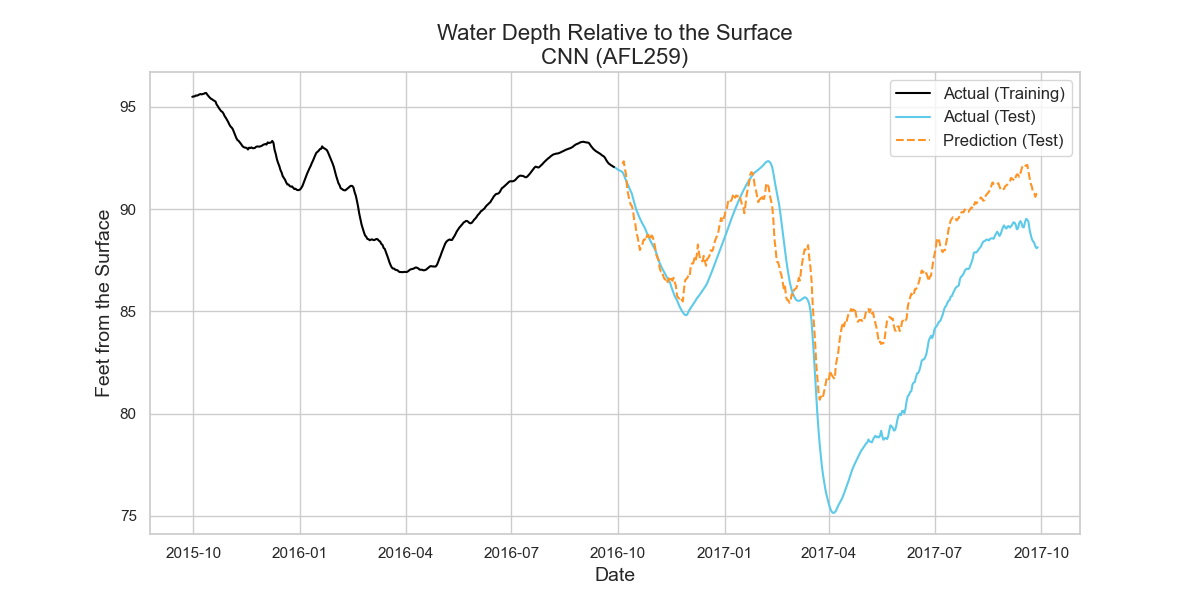 Water Depth Relative to the Surface
CNN (AFL259)
Actual (Training)
Actual (Test)
Prediction (Test)
Feet from the Surface
95
90
85
80
75
2015-10
2016-01
2016-04
2016-07
2016-10
2017-01
2017-04
2017-07
2017-10
Date